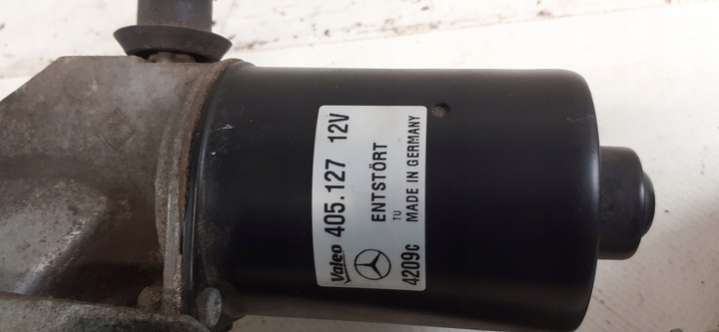 Valeo 405.127 12V
ENTSTÖRT
TU
4209c MADE IN GERMANY